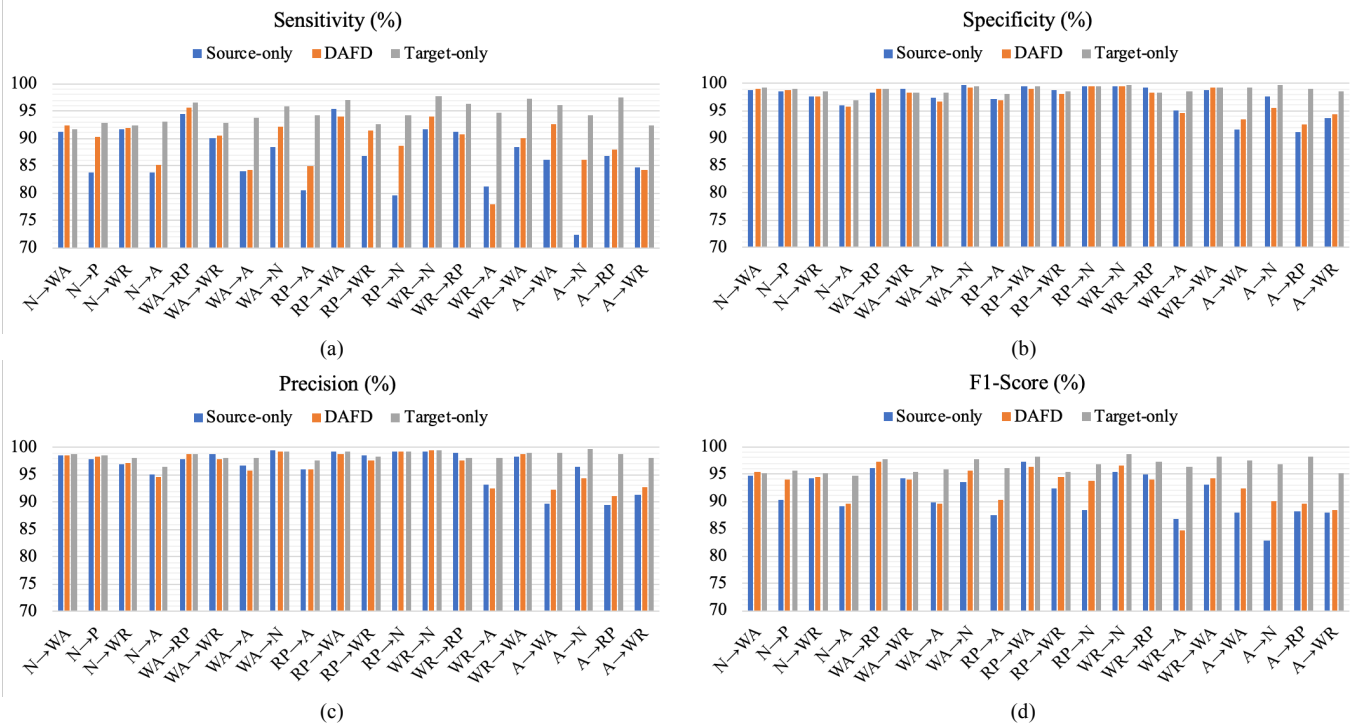 Sensitivity (%)
Source-only DAFD Target-only
100
95
90
85
80
75
70
N→WA
N→P
N→WR
N→A
WA→RP
WA→WR
WA→A
WA→N
RP→A
RP→WA
RP→WR
RP→N
WR→N
WR→RP
WR→A
WR→WA
A→WA
A→N
A→RP
A→WR
(a)
Specificity (%)
Source-only DAFD Target-only
100
95
90
85
80
75
70
N→WA
N→P
N→WR
N→A
WA→RP
WA→WR
WA→A
WA→N
RP→A
RP→WA
RP→WR
RP→N
WR→N
WR→RP
WR→A
WR→WA
A→WA
A→N
A→RP
A→WR
(b)
Precision (%)
Source-only DAFD Target-only
100
95
90
85
80
75
70
N→WA
N→P
N→WR
N→A
WA→RP
WA→WR
WA→A
WA→N
RP→A
RP→WA
RP→WR
RP→N
WR→N
WR→RP
WR→A
WR→WA
A→WA
A→N
A→RP
A→WR
(c)
F1-Score (%)
Source-only DAFD Target-only
100
95
90
85
80
75
70
N→WA
N→P
N→WR
N→A
WA→RP
WA→WR
WA→A
WA→N
RP→A
RP→WA
RP→WR
RP→N
WR→N
WR→RP
WR→A
WR→WA
A→WA
A→N
A→RP
A→WR
(d)